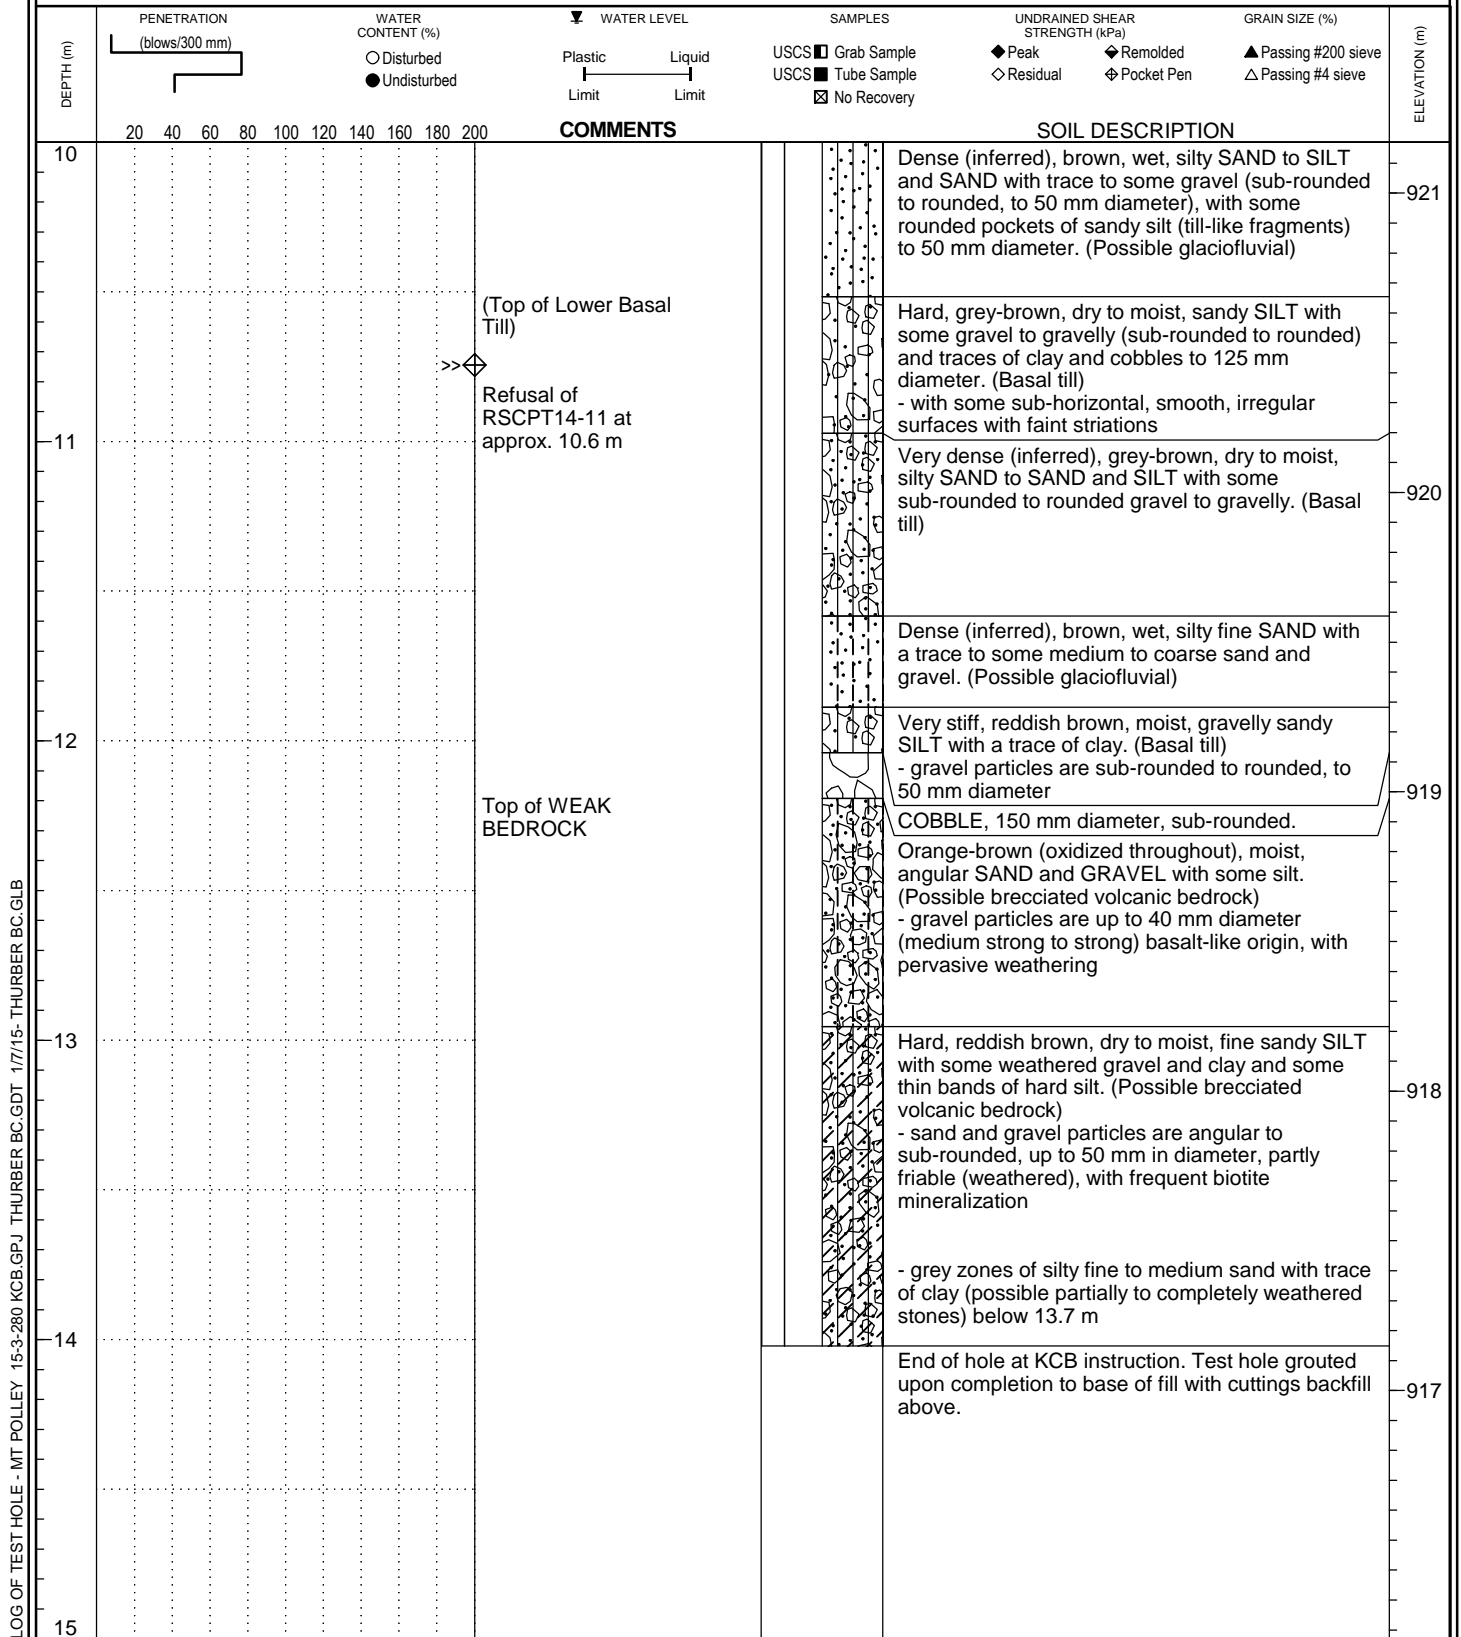 PENETRATION
(blows/300 mm)
WATER
CONTENT (%)
Disturbed
Undisturbed
WATER LEVEL
Plastic Liquid
Limit Limit
SAMPLES
USCS Grab Sample
USCS Tube Sample
No Recovery
UNDRAINED SHEAR
STRENGTH (kPa)
Peak Remolded
Residual Pocket Pen
GRAIN SIZE (%)
Passing #200 sieve
Passing #4 sieve
DEPTH (m)
ELEVATION (m)
20 40 60 80 100 120 140 160 180 200
COMMENTS
SOIL DESCRIPTION
10
Dense (inferred), brown, wet, silty SAND to SILT
and SAND with trace to some gravel (sub-rounded
to rounded, to 50 mm diameter), with some
rounded pockets of sandy silt (till-like fragments)
to 50 mm diameter. (Possible glaciofluvial)
921
(Top of Lower Basal
Till)
>>
Refusal of
RSCPT14-11 at
approx. 10.6 m
Hard, grey-brown, dry to moist, sandy SILT with
some gravel to gravelly (sub-rounded to rounded)
and traces of clay and cobbles to 125 mm
diameter. (Basal till)
- with some sub-horizontal, smooth, irregular
surfaces with faint striations
11
Very dense (inferred), grey-brown, dry to moist,
silty SAND to SAND and SILT with some
sub-rounded to rounded gravel to gravelly. (Basal
till)
920
Dense (inferred), brown, wet, silty fine SAND with
a trace to some medium to coarse sand and
gravel. (Possible glaciofluvial)
12
Very stiff, reddish brown, moist, gravelly sandy
SILT with a trace of clay. (Basal till)
- gravel particles are sub-rounded to rounded, to
50 mm diameter
919
Top of WEAK
BEDROCK
COBBLE, 150 mm diameter, sub-rounded.
Orange-brown (oxidized throughout), moist,
angular SAND and GRAVEL with some silt.
(Possible brecciated volcanic bedrock)
- gravel particles are up to 40 mm diameter
(medium strong to strong) basalt-like origin, with
pervasive weathering
13
Hard, reddish brown, dry to moist, fine sandy SILT
with some weathered gravel and clay and some
thin bands of hard silt. (Possible brecciated
volcanic bedrock)
- sand and gravel particles are angular to
sub-rounded, up to 50 mm in diameter, partly
friable (weathered), with frequent biotite
mineralization
918
- grey zones of silty fine to medium sand with trace
of clay (possible partially to completely weathered
stones) below 13.7 m
14
End of hole at KCB instruction. Test hole grouted
upon completion to base of fill with cuttings backfill
above.
917
15
LOG OF TEST HOLE - MT POLLEY 15-3-280 KCB.GPJ THURBER BC.GDT 1/7/15- THURBER BC.GLB